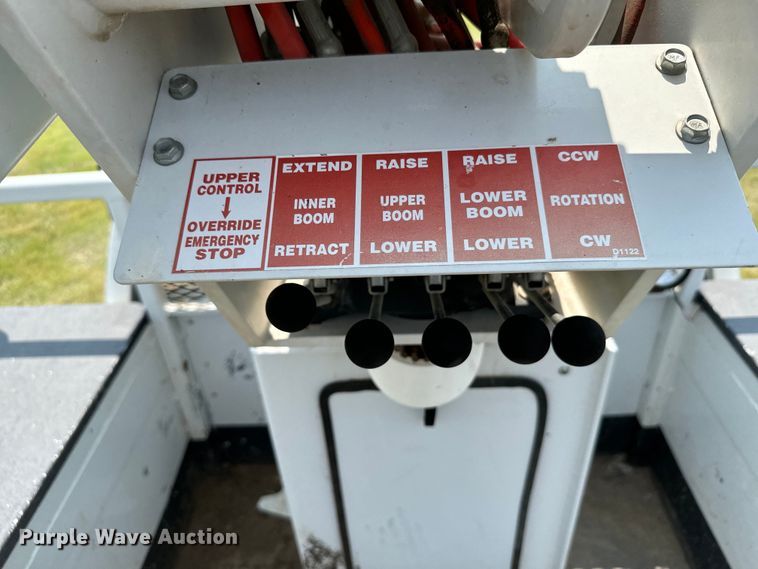 UPPER
CONTROL
OVERRIDE
EMERGENCY
STOP
EXTEND
INNER
BOOM
RETRACT
RAISE
UPPER
BOOM
LOWER
RAISE
LOWER
BOOM
LOWER
CCW
ROTATION
CW
D1122
Purple Wave Auction